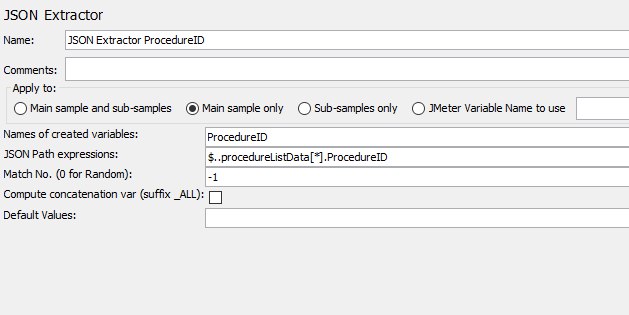 JSON Extractor
Name: JSON Extractor ProcedureID
Comments:
Apply to:
Main sample and sub-samples Main sample only Sub-samples only JMeter Variable Name to use
Names of created variables: ProcedureID
JSON Path expressions: $..procedureListData[*].ProcedureID
Match No. (0 for Random): -1
Compute concatenation var (suffix _ALL):
Default Values: